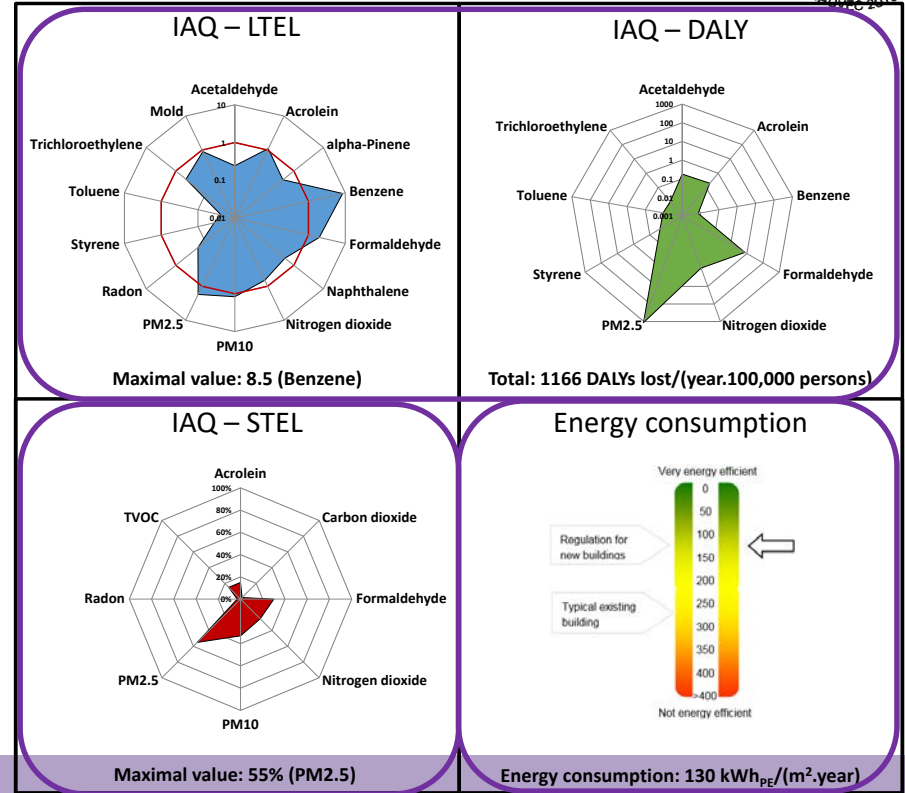 IAQ – LTEL
Acetaldehyde
Acrolein
alpha-Pinene
Benzene
Formaldehyde
Naphthalene
Nitrogen dioxide
PM10
PM2.5
Radon
Styrene
Toluene
Trichloroethylene
Mold
10
1
0.1
0.01
Maximal value: 8.5 (Benzene)
IAQ – DALY
Acetaldehyde
Acrolein
Benzene
Formaldehyde
Nitrogen dioxide
PM2.5
Styrene
Toluene
Trichloroethylene
1000
100
10
1
0.1
0.01
0.001
Total: 1166 DALYs lost/(year.100,000 persons)
IAQ – STEL
Acrolein
Carbon dioxide
Formaldehyde
Nitrogen dioxide
PM10
PM2.5
Radon
TVOC
100%
80%
60%
40%
20%
0%
Maximal value: 55% (PM2.5)
Energy consumption
Very energy efficient
0
50
100
150
200
250
300
350
400
>400
Regulation for
new buildings
Typical existing
building
Not energy efficient
Energy consumption: 130 kWhPE/(m².year)